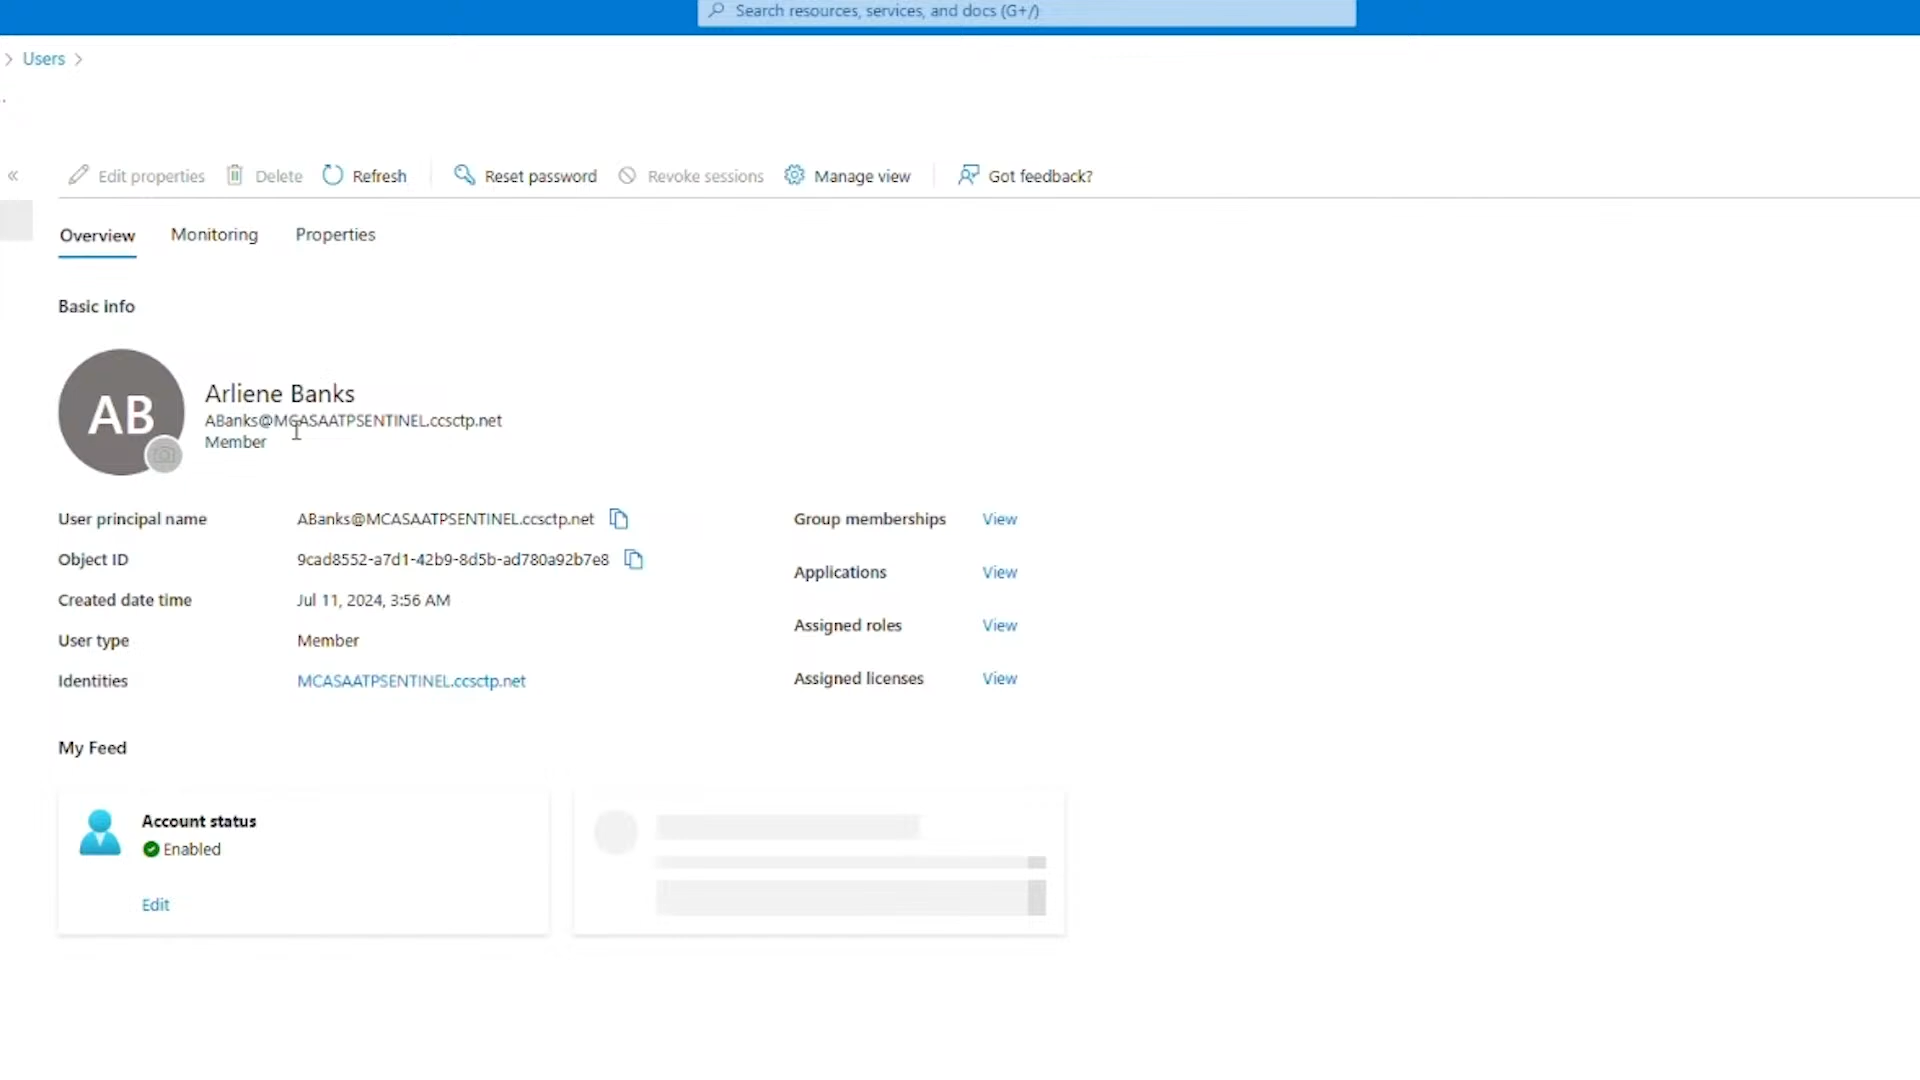 Search resources, services, and docs (G+/)
Users
Edit properties
Delete
Refresh
Reset password
Revoke sessions
Manage view
Got feedback?
Overview
Monitoring
Properties
Basic info
AB
Arliene Banks
ABanks@MCASAATPSENTINEL.ccsctp.net
Member
User principal name
ABanks@MCASAATPSENTINEL.ccsctp.net
Object ID
9cad8552-a7d1-42b9-8d5b-ad780a92b7e8
Created date time
Jul 11, 2024, 3:56 AM
User type
Member
Identities
MCASAATPSENTINEL.ccsctp.net
Group memberships
View
Applications
View
Assigned roles
View
Assigned licenses
View
My Feed
Account status
Enabled
Edit